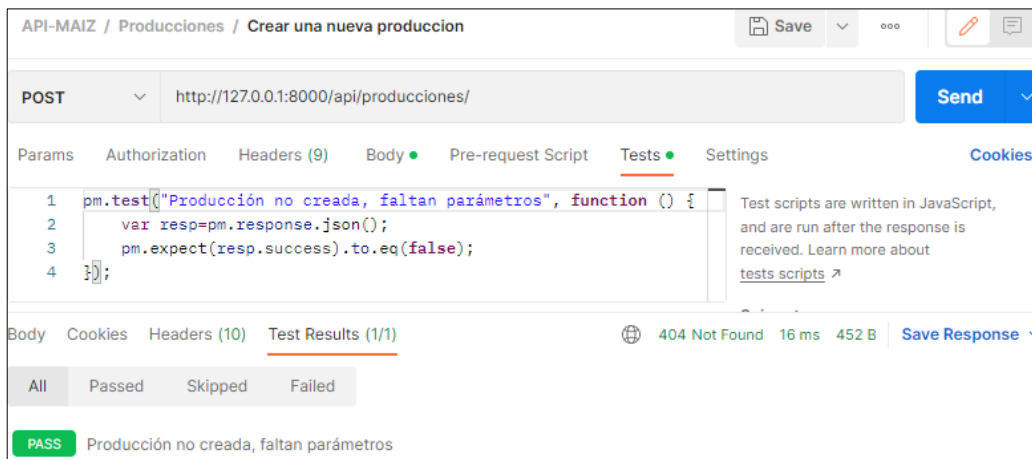 API-MAIZ / Producciones / Crear una nueva produccion Save ooo
POST http://127.0.0.1:8000/api/producciones/ Send
Params Authorization Headers (9) Body Pre-request Script Tests Settings Cookies
1 pm.test("Producción no creada, faltan parámetros", function () {
2 var resp=pm.response.json();
3 pm.expect(resp.success).to.eq(false);
4 });
Test scripts are written in JavaScript,
and are run after the response is
received. Learn more about
tests scripts ↗
Body Cookies Headers (10) Test Results (1/1) 404 Not Found 16 ms 452 B Save Response
All Passed Skipped Failed
PASS Producción no creada, faltan parámetros